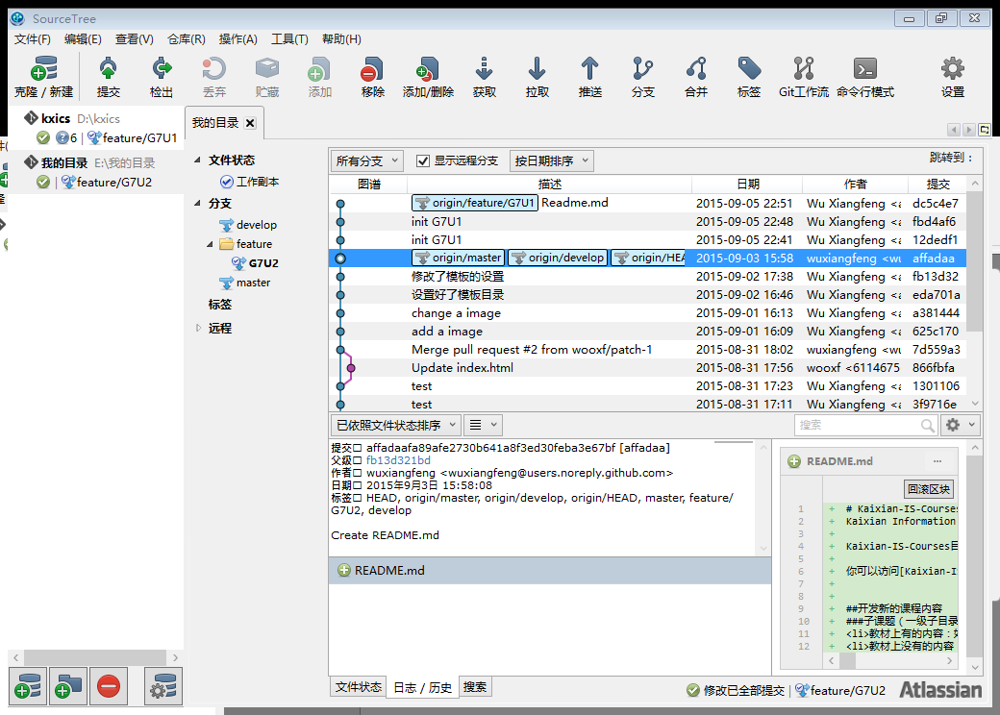 SourceTree
文件(F) 编辑(E) 查看(V) 仓库(R) 操作(A) 工具(T) 帮助(H)
克隆 / 新建 提交 检出 丢弃 贮藏 添加 移除 添加/删除 获取 拉取 推送 分支 合并 标签 Git工作流 命令行模式 设置
kxics D:\kxics
6 feature/G7U1
我的目录 E:\我的目录
feature/G7U2
我的目录
文件状态
工作副本
分支
develop
feature
G7U2
master
标签
远程
所有分支 显示远程分支 按日期排序 跳转到：
图谱 描述 日期 作者 提交
origin/feature/G7U1 Readme.md 2015-09-05 22:51 Wu Xiangfeng <a dc5c4e7
init G7U1 2015-09-05 22:48 Wu Xiangfeng <a fbd4af6
init G7U1 2015-09-05 22:41 Wu Xiangfeng <a 12dedf1
origin/master origin/develop origin/HEA 2015-09-03 15:58 wuxiangfeng <wu affadaa
修改了模板的设置 2015-09-02 17:38 Wu Xiangfeng <a fb13d32
设置好了模板目录 2015-09-02 16:46 Wu Xiangfeng <a eda701a
change a image 2015-09-01 16:13 Wu Xiangfeng <a a381444
add a image 2015-09-01 16:09 Wu Xiangfeng <a 625c170
Merge pull request #2 from wooxf/patch-1 2015-08-31 18:02 wuxiangfeng <wu 7d559a3
Update index.html 2015-08-31 17:56 wooxf <6114675 866fbfa
test 2015-08-31 17:23 Wu Xiangfeng <a 1301106
test 2015-08-31 17:11 Wu Xiangfeng <a 3f9716e
已依照文件状态排序 搜索
提交 affadaafa89afe2730b641a8f3ed30feba3e67bf [affadaa]
父级 fb13d321bd
作者 wuxiangfeng <wuxiangfeng@users.noreply.github.com>
日期 2015年9月3日 15:58:08
标签 HEAD, origin/master, origin/develop, origin/HEAD, master, feature/
G7U2, develop
Create README.md
README.md
README.md ...
回滚区块
1 + # Kaixian-IS-Courses
2 + Kaixian Information
3 +
4 + Kaixian-IS-Courses目
5 +
6 + 你可以访问[Kaixian-I
7 +
8 +
9 + ##开发新的课程内容
10 + ###子课题（一级子目录
11 + <li>教材上有的内容：如
12 + <li>教材上没有的内容
文件状态 日志 / 历史 搜索
修改已全部提交 feature/G7U2 Atlassian